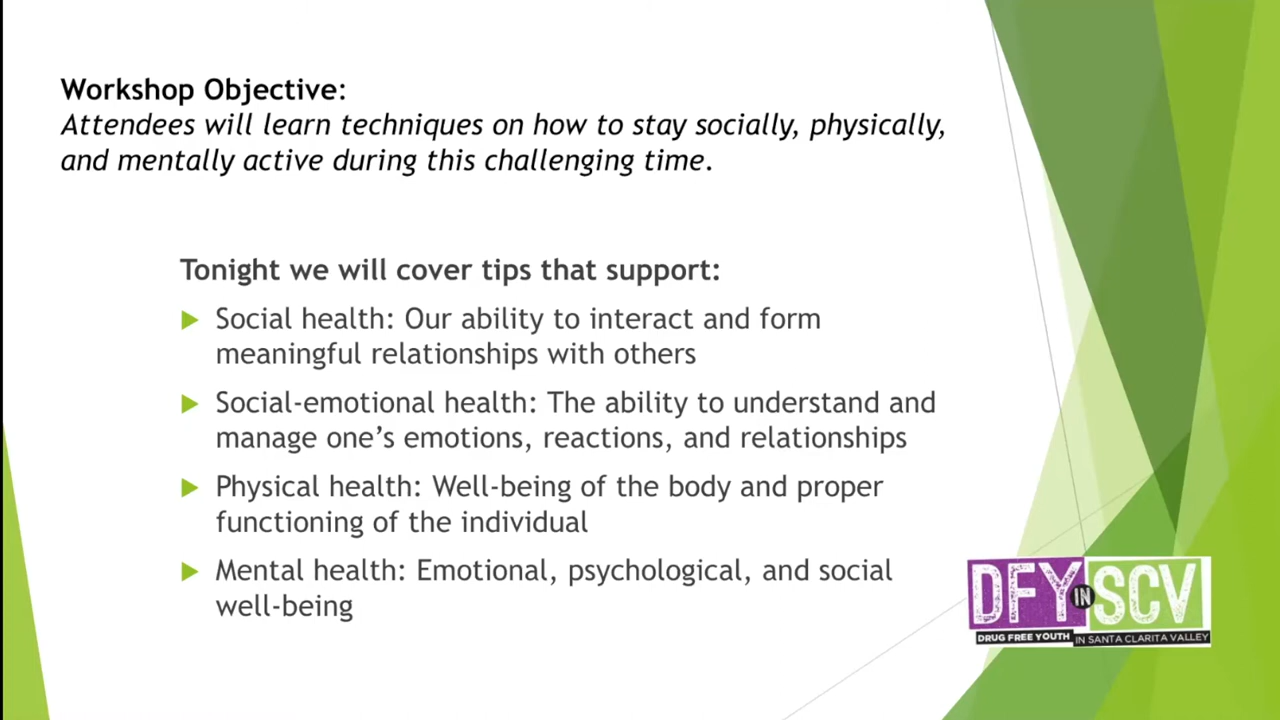 Workshop Objective:
Attendees will learn techniques on how to stay socially, physically,
and mentally active during this challenging time.
Tonight we will cover tips that support:
Social health: Our ability to interact and form
meaningful relationships with others
Social-emotional health: The ability to understand and
manage one’s emotions, reactions, and relationships
Physical health: Well-being of the body and proper
functioning of the individual
Mental health: Emotional, psychological, and social
well-being
DFY IN SCV
DRUG FREE YOUTH IN SANTA CLARITA VALLEY